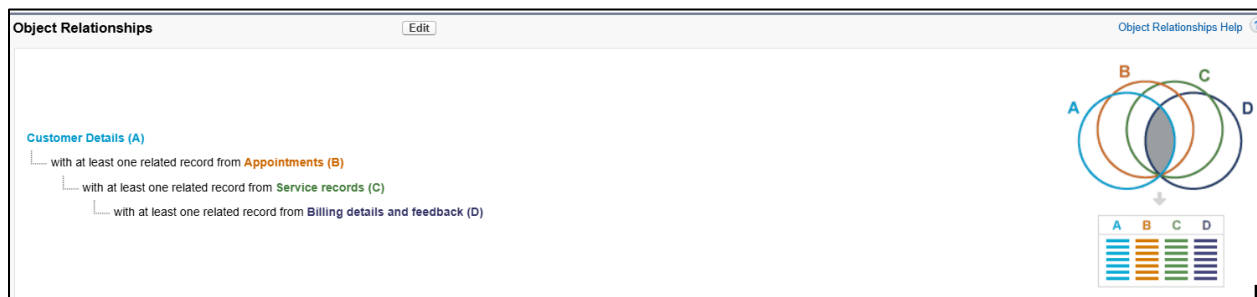 Object Relationships
Edit
Object Relationships Help ?
B C
A D
Customer Details (A)
with at least one related record from Appointments (B)
with at least one related record from Service records (C)
with at least one related record from Billing details and feedback (D)
A B C D